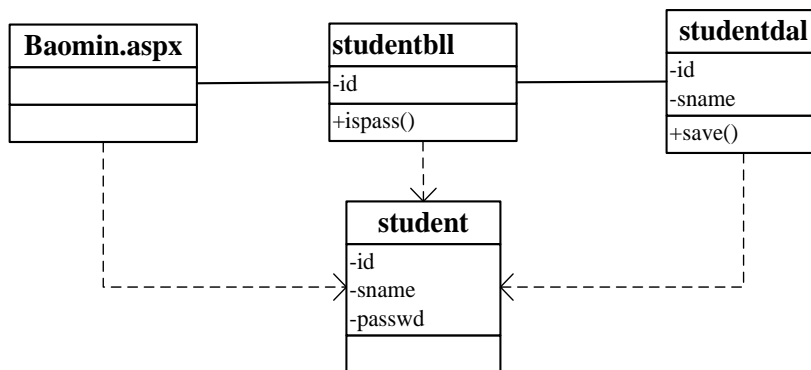 Baomin.aspx
studentbll
-id
+ispass()
studentdal
-id
-sname
+save()
student
-id
-sname
-passwd